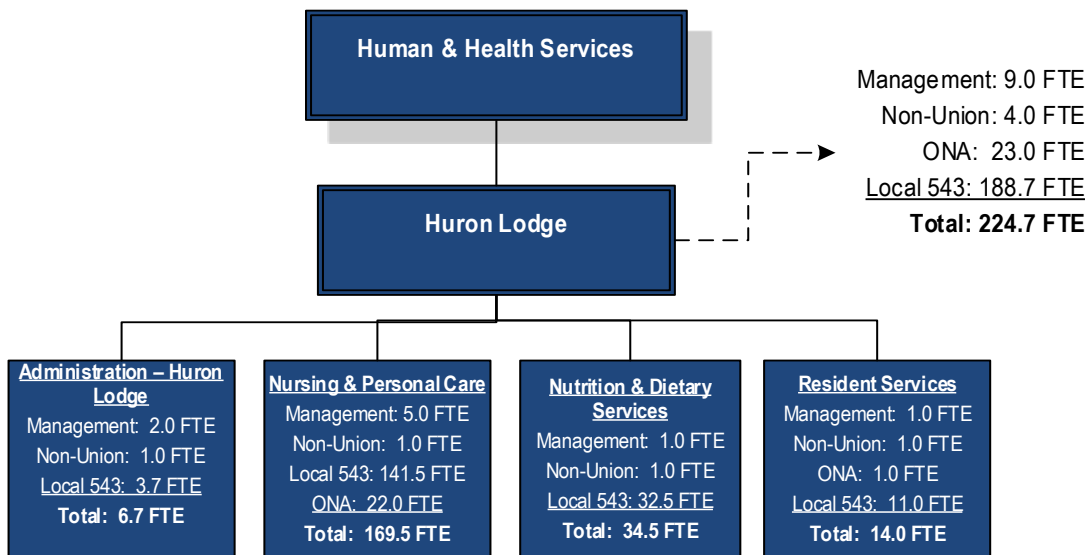 Human & Health Services
Management: 9.0 FTE
Non-Union: 4.0 FTE
ONA: 23.0 FTE
Local 543: 188.7 FTE
Total: 224.7 FTE
Huron Lodge
Administration – Huron
Lodge
Management: 2.0 FTE
Non-Union: 1.0 FTE
Local 543: 3.7 FTE
Total: 6.7 FTE
Nursing & Personal Care
Management: 5.0 FTE
Non-Union: 1.0 FTE
Local 543: 141.5 FTE
ONA: 22.0 FTE
Total: 169.5 FTE
Nutrition & Dietary
Services
Management: 1.0 FTE
Non-Union: 1.0 FTE
Local 543: 32.5 FTE
Total: 34.5 FTE
Resident Services
Management: 1.0 FTE
Non-Union: 1.0 FTE
ONA: 1.0 FTE
Local 543: 11.0 FTE
Total: 14.0 FTE